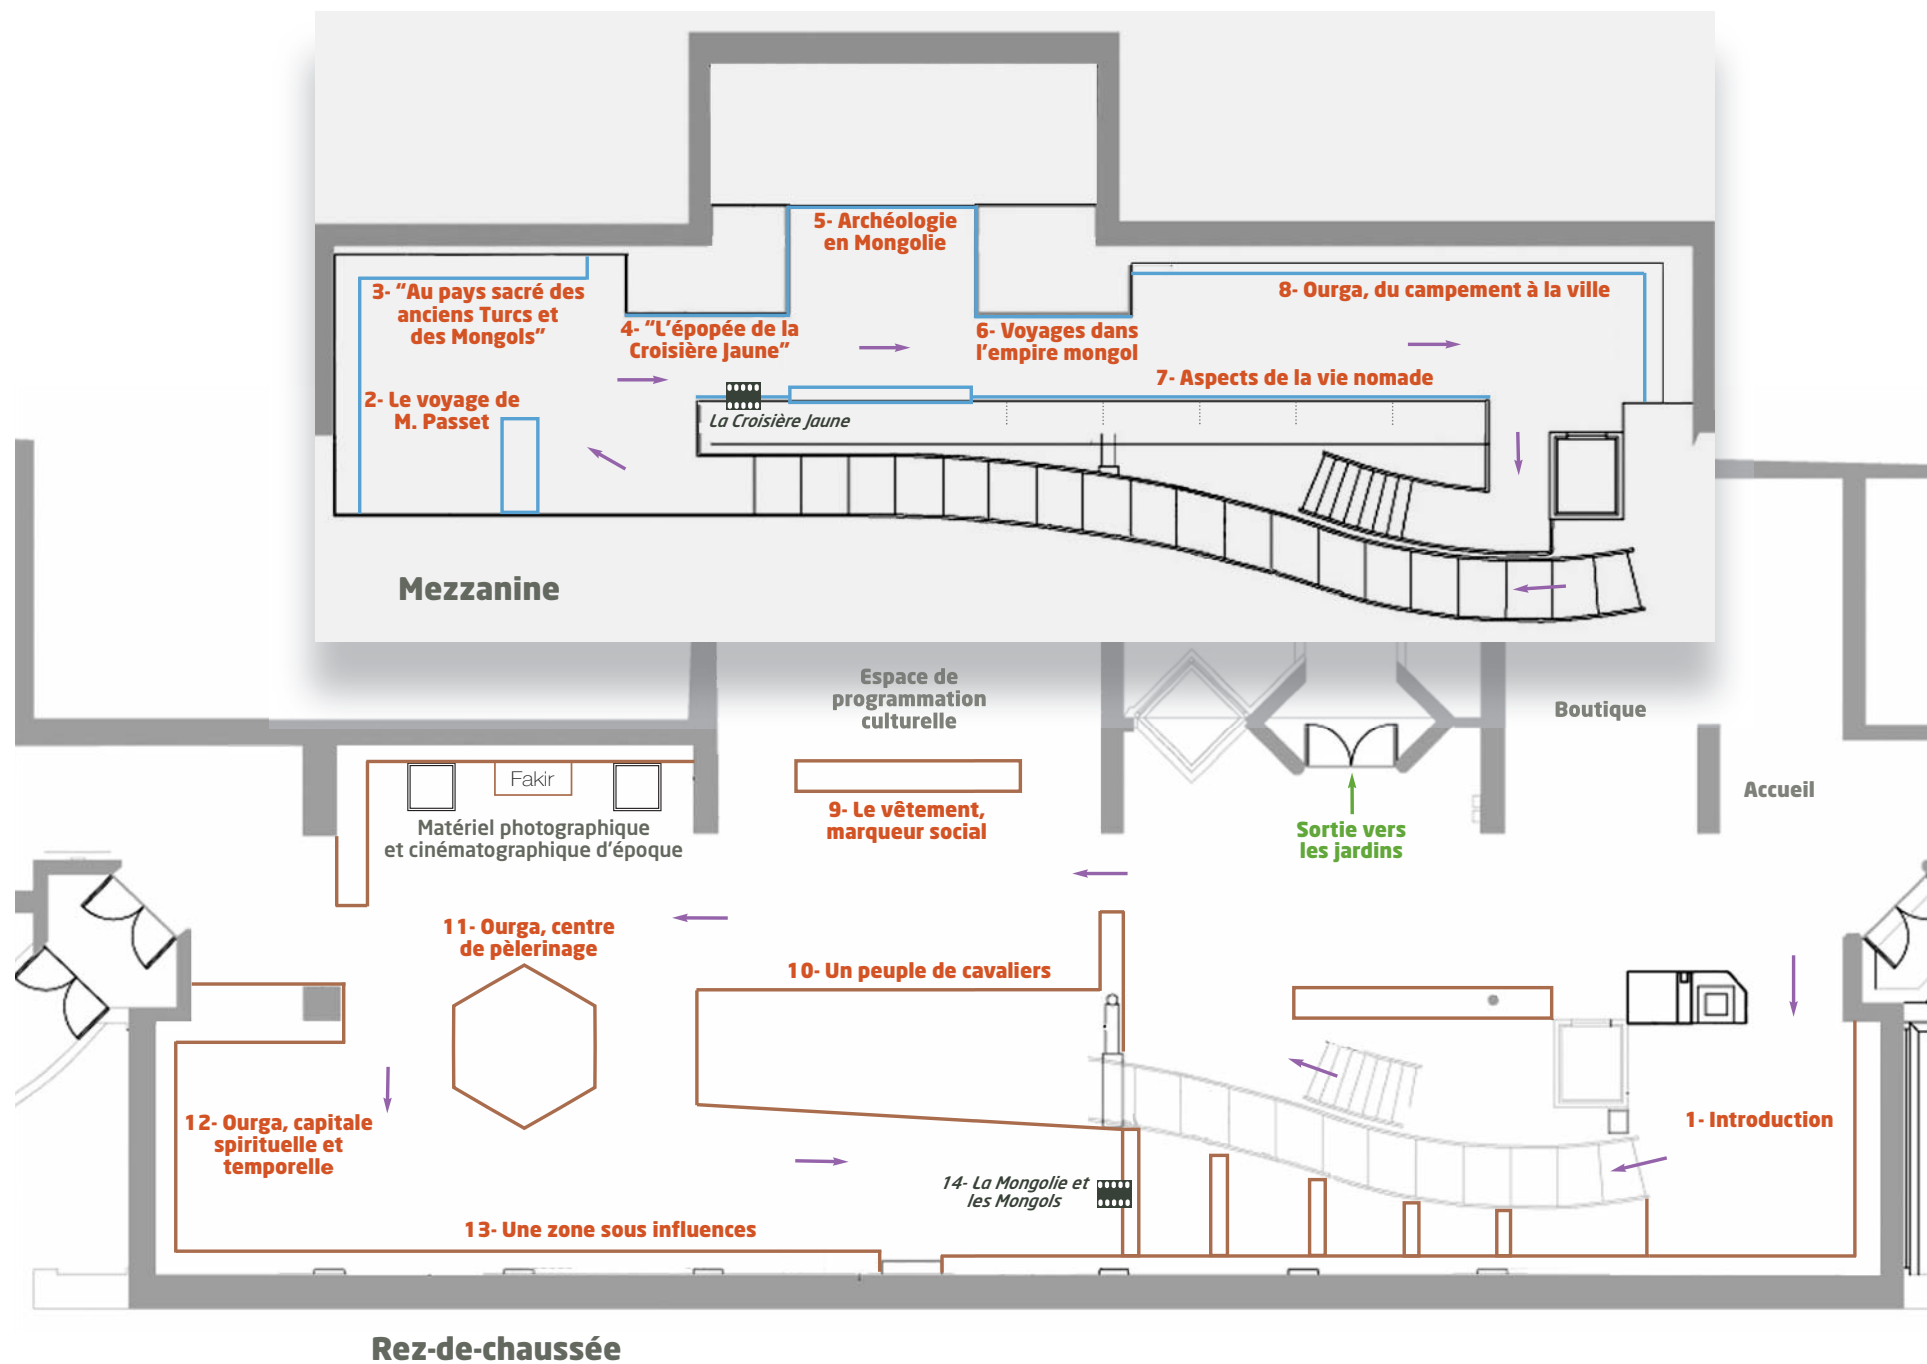 5- Archéologie
en Mongolie
3- “Au pays sacré des
anciens Turcs et
des Mongols”
8- Ourga, du campement à la ville
4- “L’épopée de la
Croisière Jaune”
6- Voyages dans
l’empire mongol
7- Aspects de la vie nomade
2- Le voyage de
M. Passet
La Croisière Jaune
Mezzanine
Espace de
programmation
culturelle
Boutique
Fakir
Accueil
9- Le vêtement,
marqueur social
Matériel photographique
et cinématographique d’époque
Sortie vers
les jardins
11- Ourga, centre
de pèlerinage
10- Un peuple de cavaliers
12- Ourga, capitale
spirituelle et
temporelle
1- Introduction
14- La Mongolie et
les Mongols
13- Une zone sous influences
Rez-de-chaussée